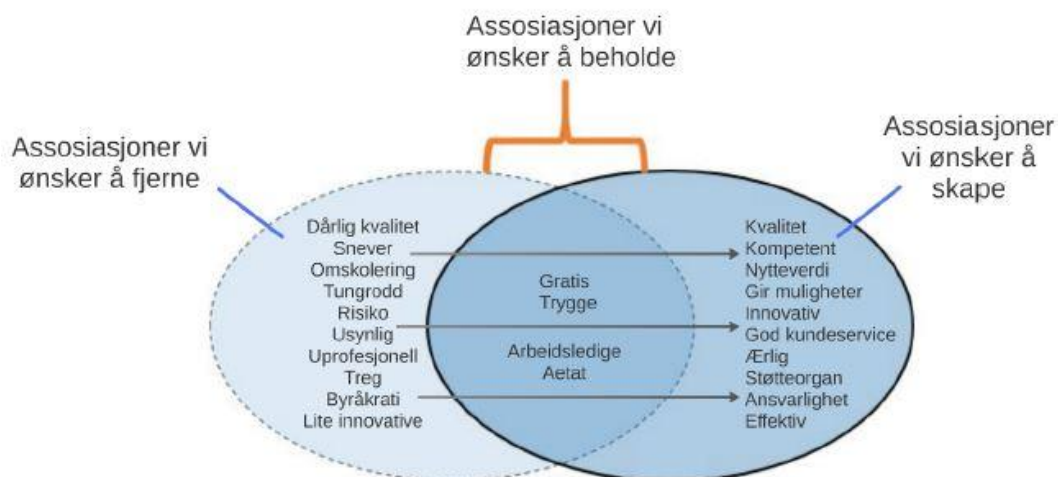 Assosiasjoner vi
ønsker å beholde
Assosiasjoner vi
ønsker å fjerne
Assosiasjoner
vi ønsker å
skape
Dårlig kvalitet
Snever
Omskolering
Tungrodd
Risiko
Usynlig
Uprofesjonell
Treg
Byråkrati
Lite innovative
Gratis
Trygge
Arbeidsledige
Aetat
Kvalitet
Kompetent
Nytteverdi
Gir muligheter
Innovativ
God kundeservice
Ærlig
Støtteorgan
Ansvarlighet
Effektiv